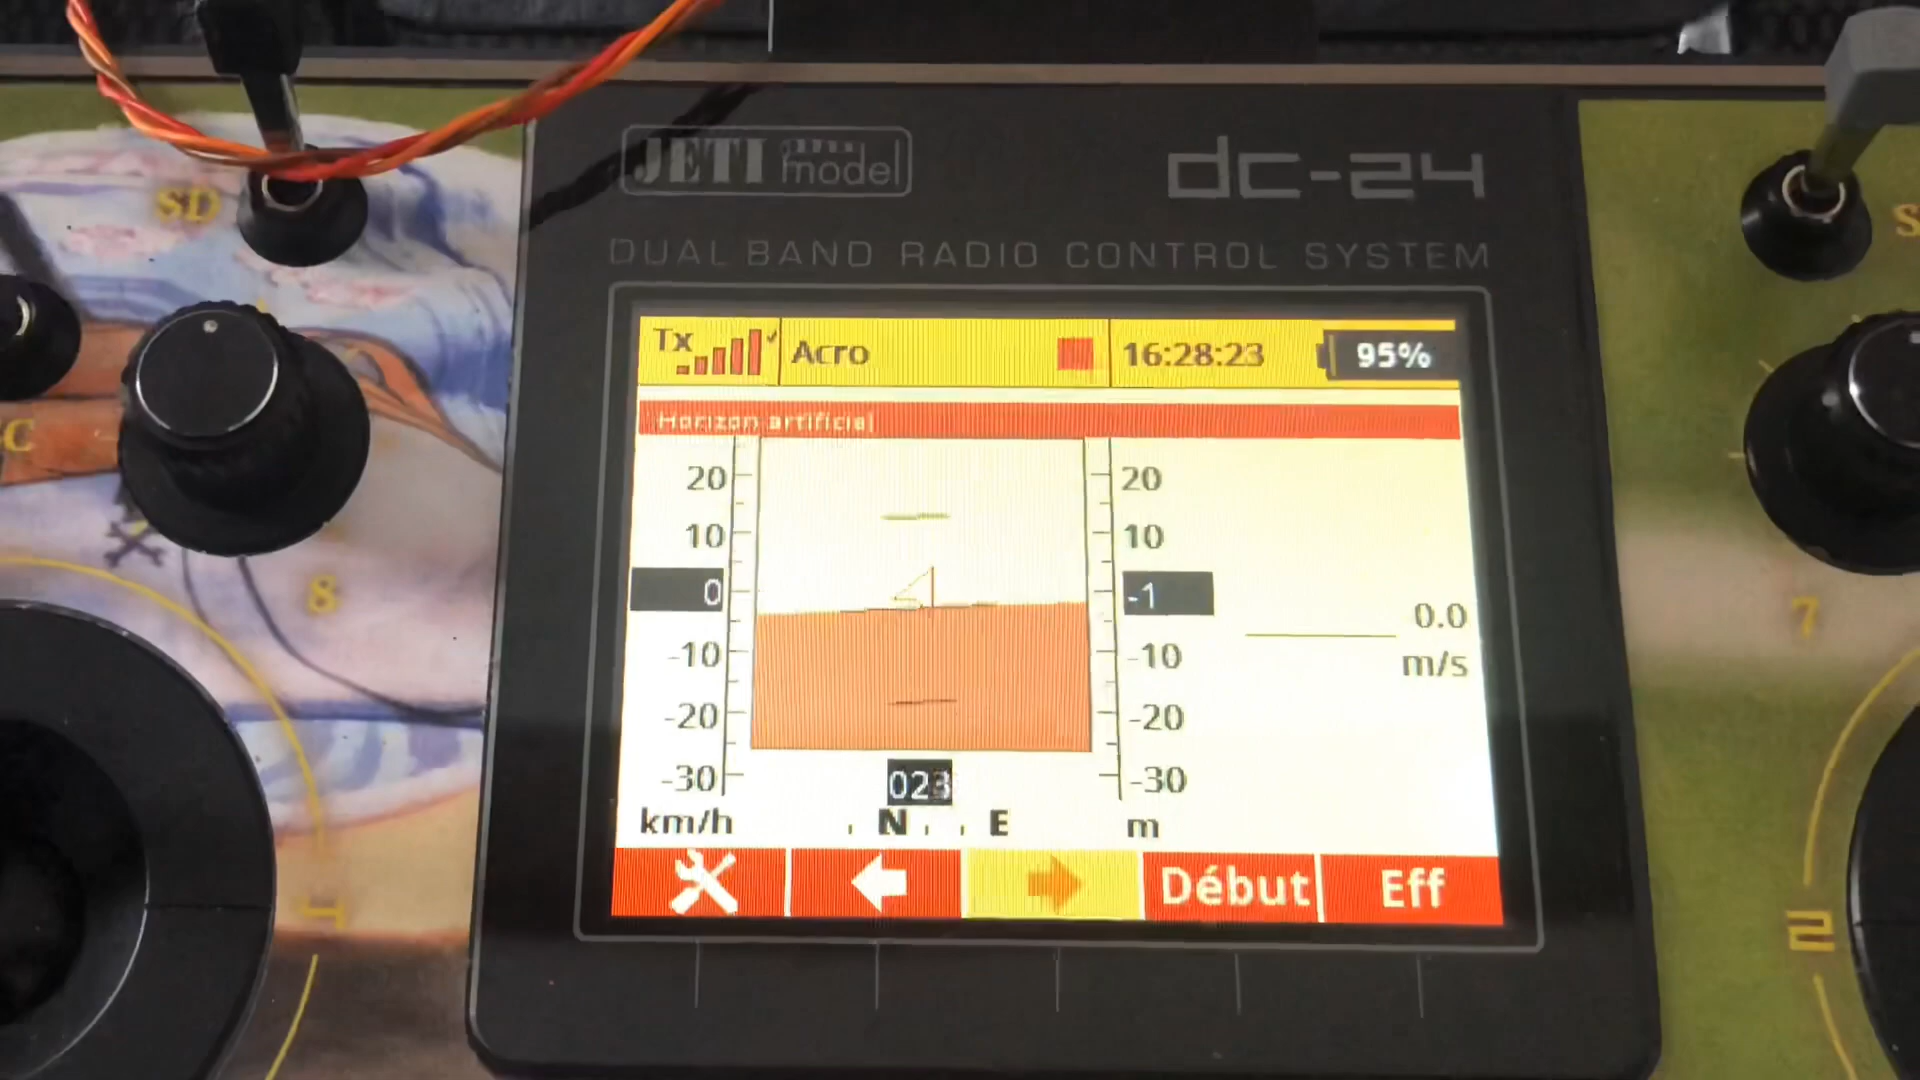 SD
JETI model
dc-24
DUAL BAND RADIO CONTROL SYSTEM
Tx Acro 16:28:23 95%
Horizon artificiel
20 20
10 10
0 -1
0.0
-10 -10
m/s
-20 -20
-30 -30
km/h N E m
Début Eff
8
7
2